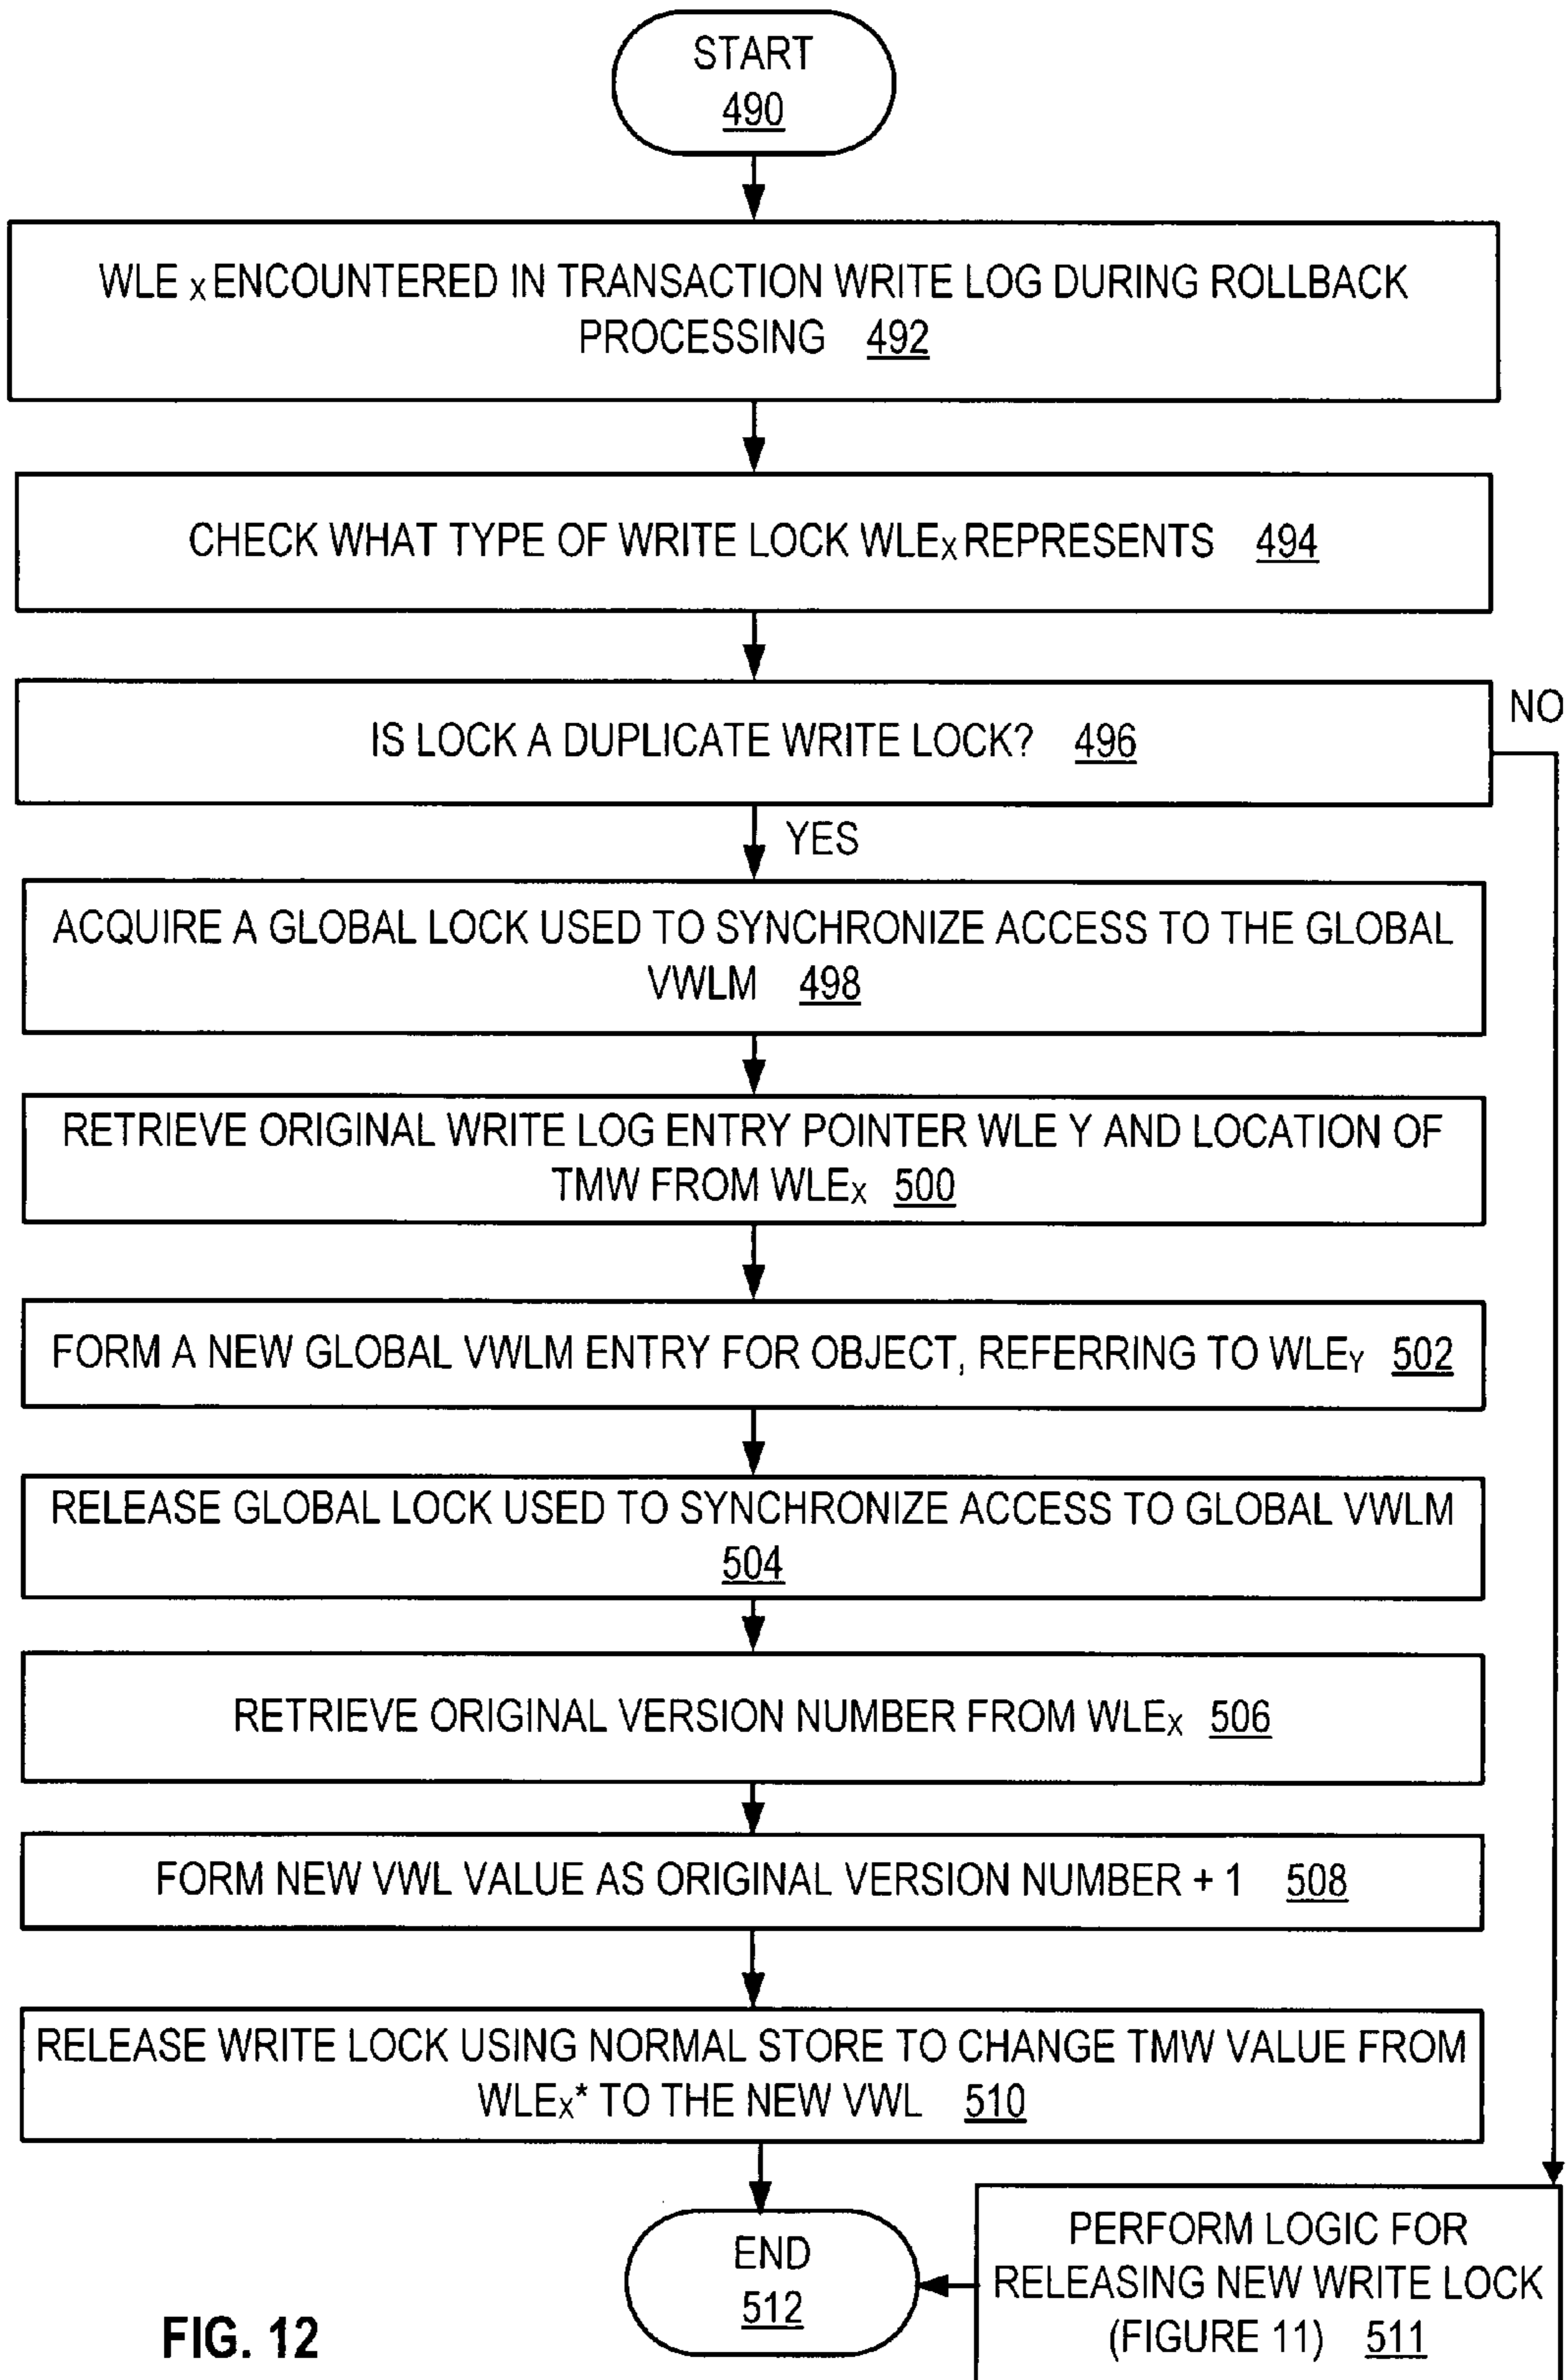 START
490
WLE X ENCOUNTERED IN TRANSACTION WRITE LOG DURING ROLLBACK
PROCESSING 492
CHECK WHAT TYPE OF WRITE LOCK WLEX REPRESENTS 494
IS LOCK A DUPLICATE WRITE LOCK? 496
NO
YES
ACQUIRE A GLOBAL LOCK USED TO SYNCHRONIZE ACCESS TO THE GLOBAL
VWLM 498
RETRIEVE ORIGINAL WRITE LOG ENTRY POINTER WLE Y AND LOCATION OF
TMW FROM WLEX 500
FORM A NEW GLOBAL VWLM ENTRY FOR OBJECT, REFERRING TO WLEY 502
RELEASE GLOBAL LOCK USED TO SYNCHRONIZE ACCESS TO GLOBAL VWLM
504
RETRIEVE ORIGINAL VERSION NUMBER FROM WLEX 506
FORM NEW VWL VALUE AS ORIGINAL VERSION NUMBER + 1 508
RELEASE WRITE LOCK USING NORMAL STORE TO CHANGE TMW VALUE FROM
WLEX* TO THE NEW VWL 510
END
512
PERFORM LOGIC FOR
RELEASING NEW WRITE LOCK
(FIGURE 11) 511
FIG. 12